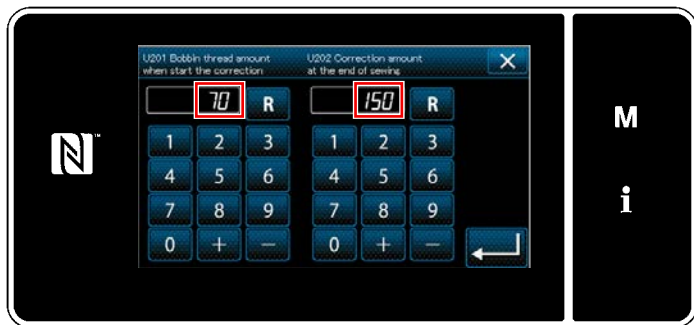 U201 Bobbin thread amount
when start the correction
U202 Correction amount
at the end of sewing
70
R
150
R
1 2 3
1 2 3
4 5 6
4 5 6
7 8 9
7 8 9
0 + −
0 + −
M
i
N